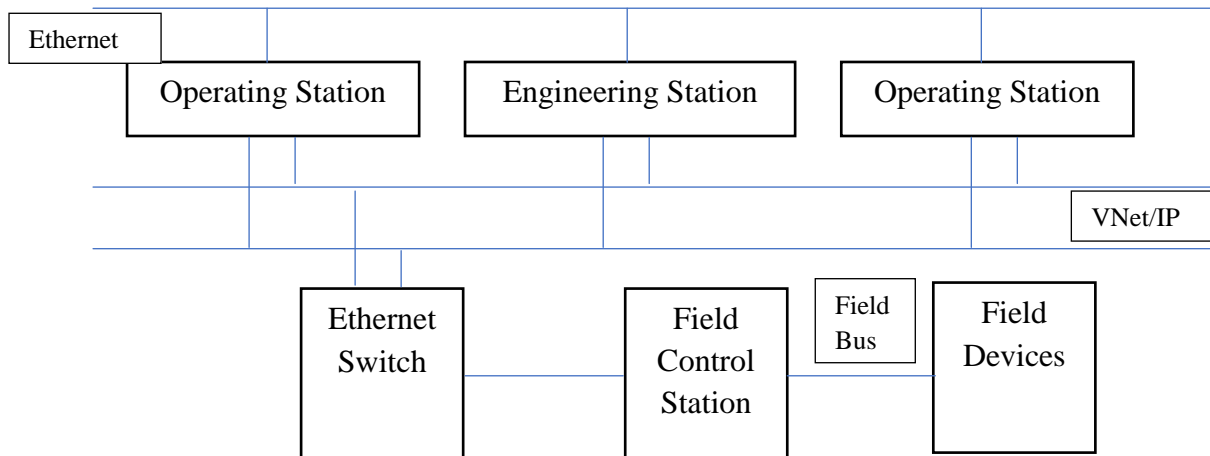 Ethernet
Operating Station
Engineering Station
Operating Station
VNet/IP
Ethernet
Switch
Field
Control
Station
Field
Bus
Field
Devices